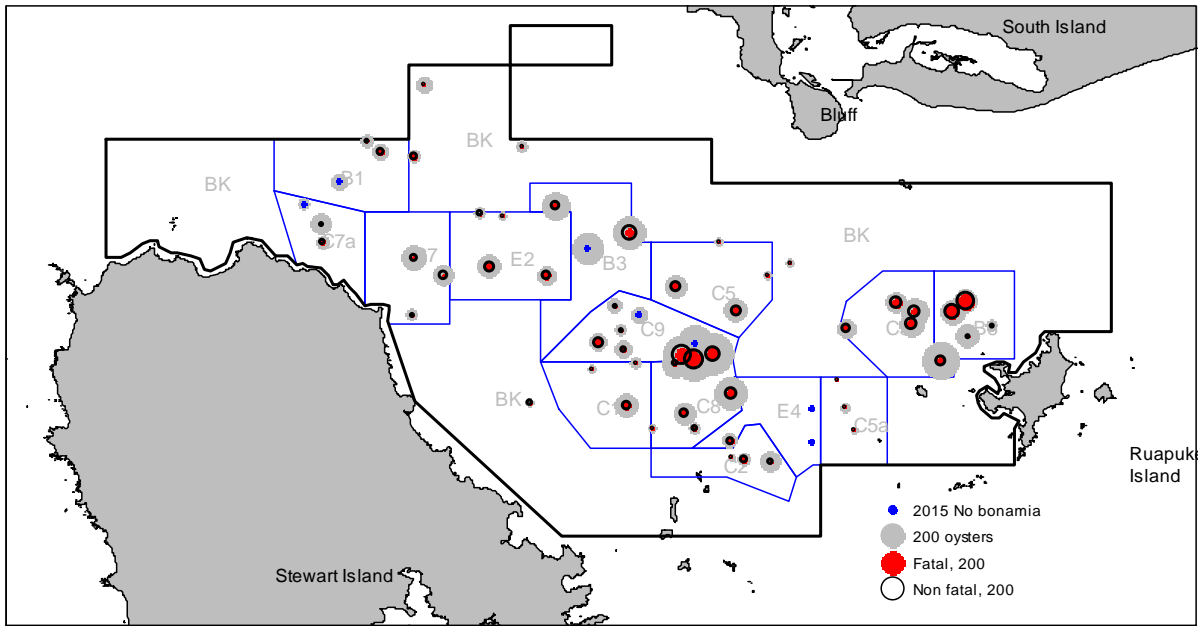 South Island
Bluff
BK
BK
B1
C7a
E2
B3
BK
C5
C9
BK
C8
E4
C5a
C2
Ruapuke
Island
2015 No bonamia
200 oysters
Fatal, 200
Non fatal, 200
Stewart Island